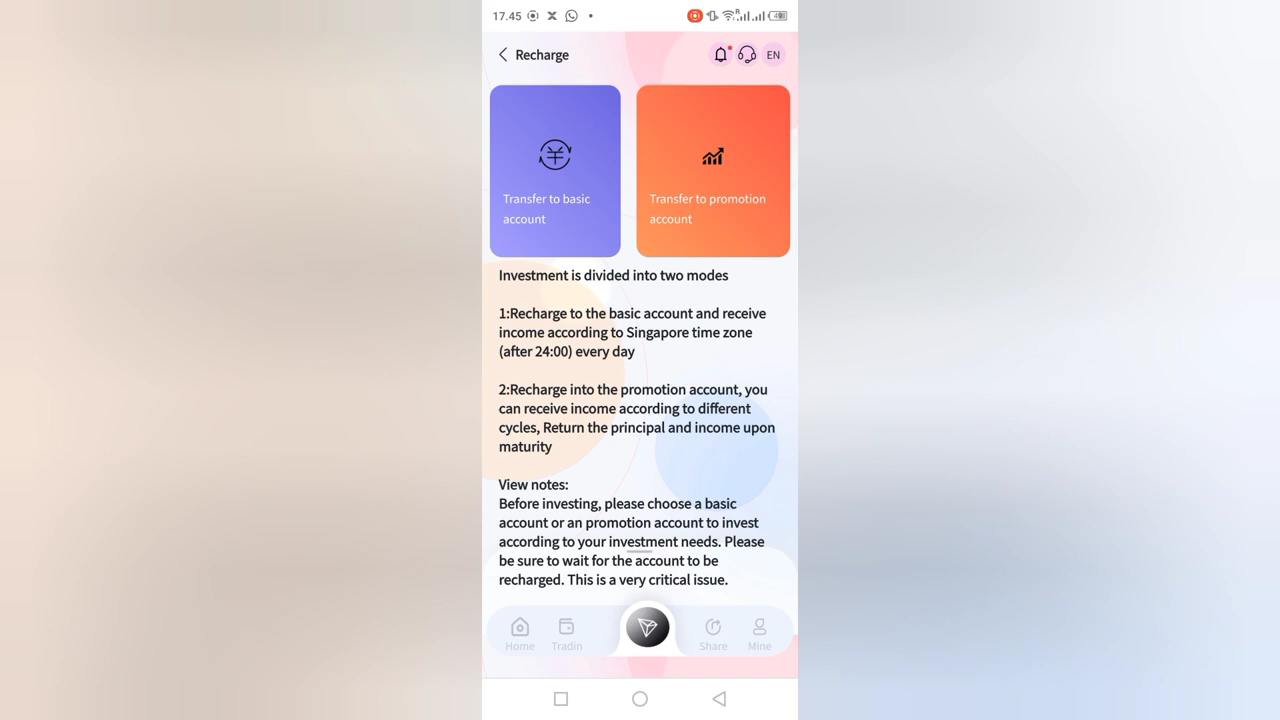 17.45
R
49
Recharge
EN
Transfer to basic
account
Transfer to promotion
account
Investment is divided into two modes
1:Recharge to the basic account and receive
income according to Singapore time zone
(after 24:00) every day
2:Recharge into the promotion account, you
can receive income according to different
cycles, Return the principal and income upon
maturity
View notes:
Before investing, please choose a basic
account or an promotion account to invest
according to your investment needs. Please
be sure to wait for the account to be
recharged. This is a very critical issue.
Home
Tradin
Share
Mine